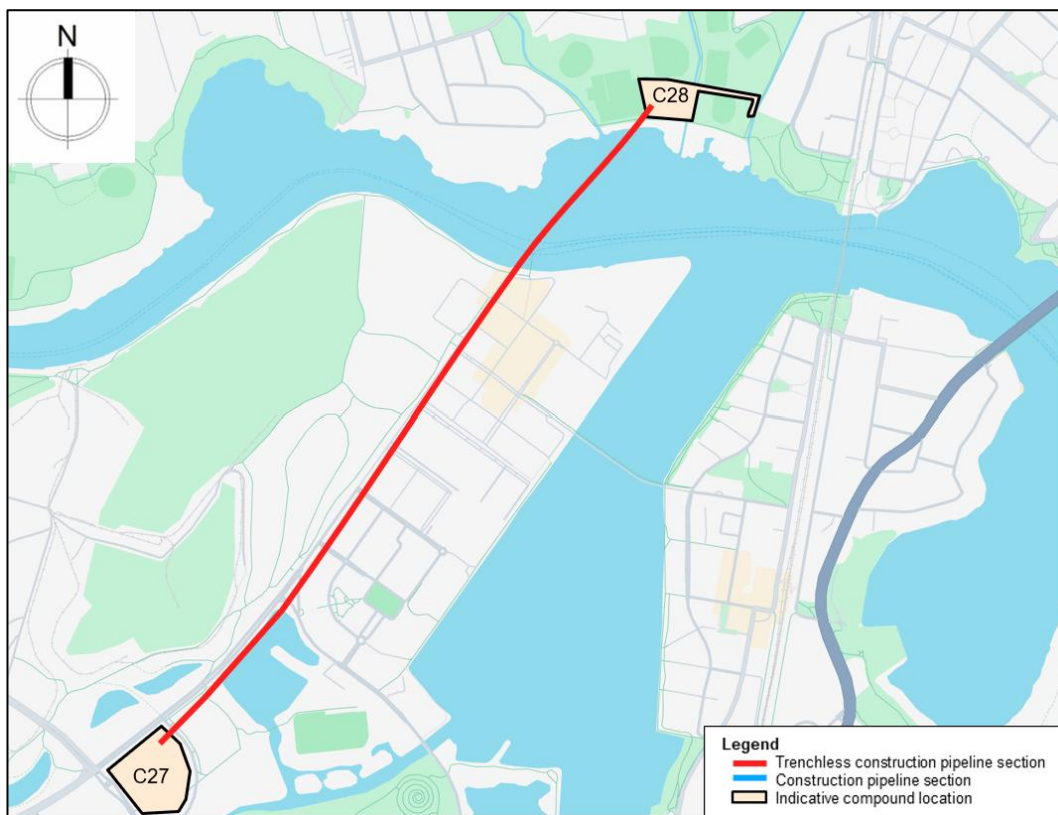 N
C28
C27
Legend
Trenchless construction pipeline section
Construction pipeline section
Indicative compound location